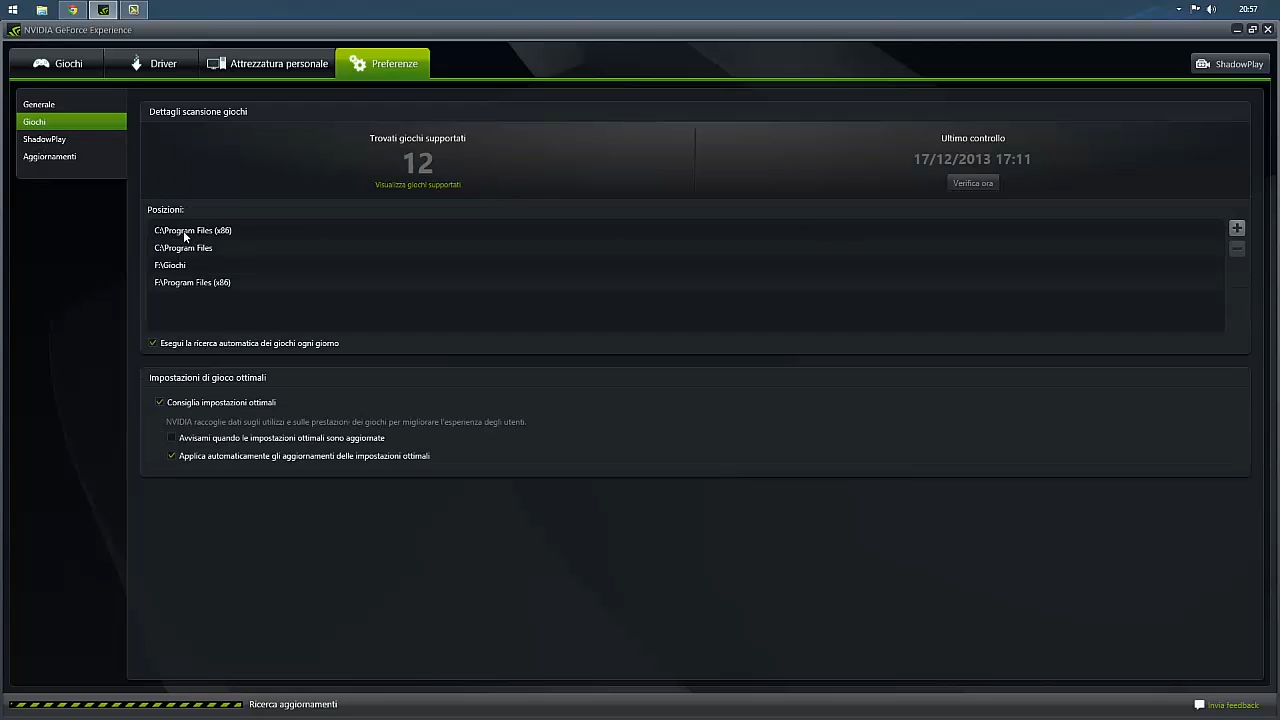 20:57
NVIDIA GeForce Experience
Giochi
Driver
Attrezzatura personale
Preferenze
ShadowPlay
Generale
Giochi
ShadowPlay
Aggiornamenti
Dettagli scansione giochi
Trovati giochi supportati
12
Visualizza giochi supportati
Ultimo controllo
17/12/2013 17:11
Verifica ora
Posizioni:
C:\Program Files (x86)
C:\Program Files
F:\Giochi
F:\Program Files (x86)
Esegui la ricerca automatica dei giochi ogni giorno
Impostazioni di gioco ottimali
Consiglia impostazioni ottimali
NVIDIA raccoglie dati sugli utilizzi e sulle prestazioni dei giochi per migliorare l'esperienza degli utenti.
Avvisami quando le impostazioni ottimali sono aggiornate
Applica automaticamente gli aggiornamenti delle impostazioni ottimali
Ricerca aggiornamenti
Invia feedback